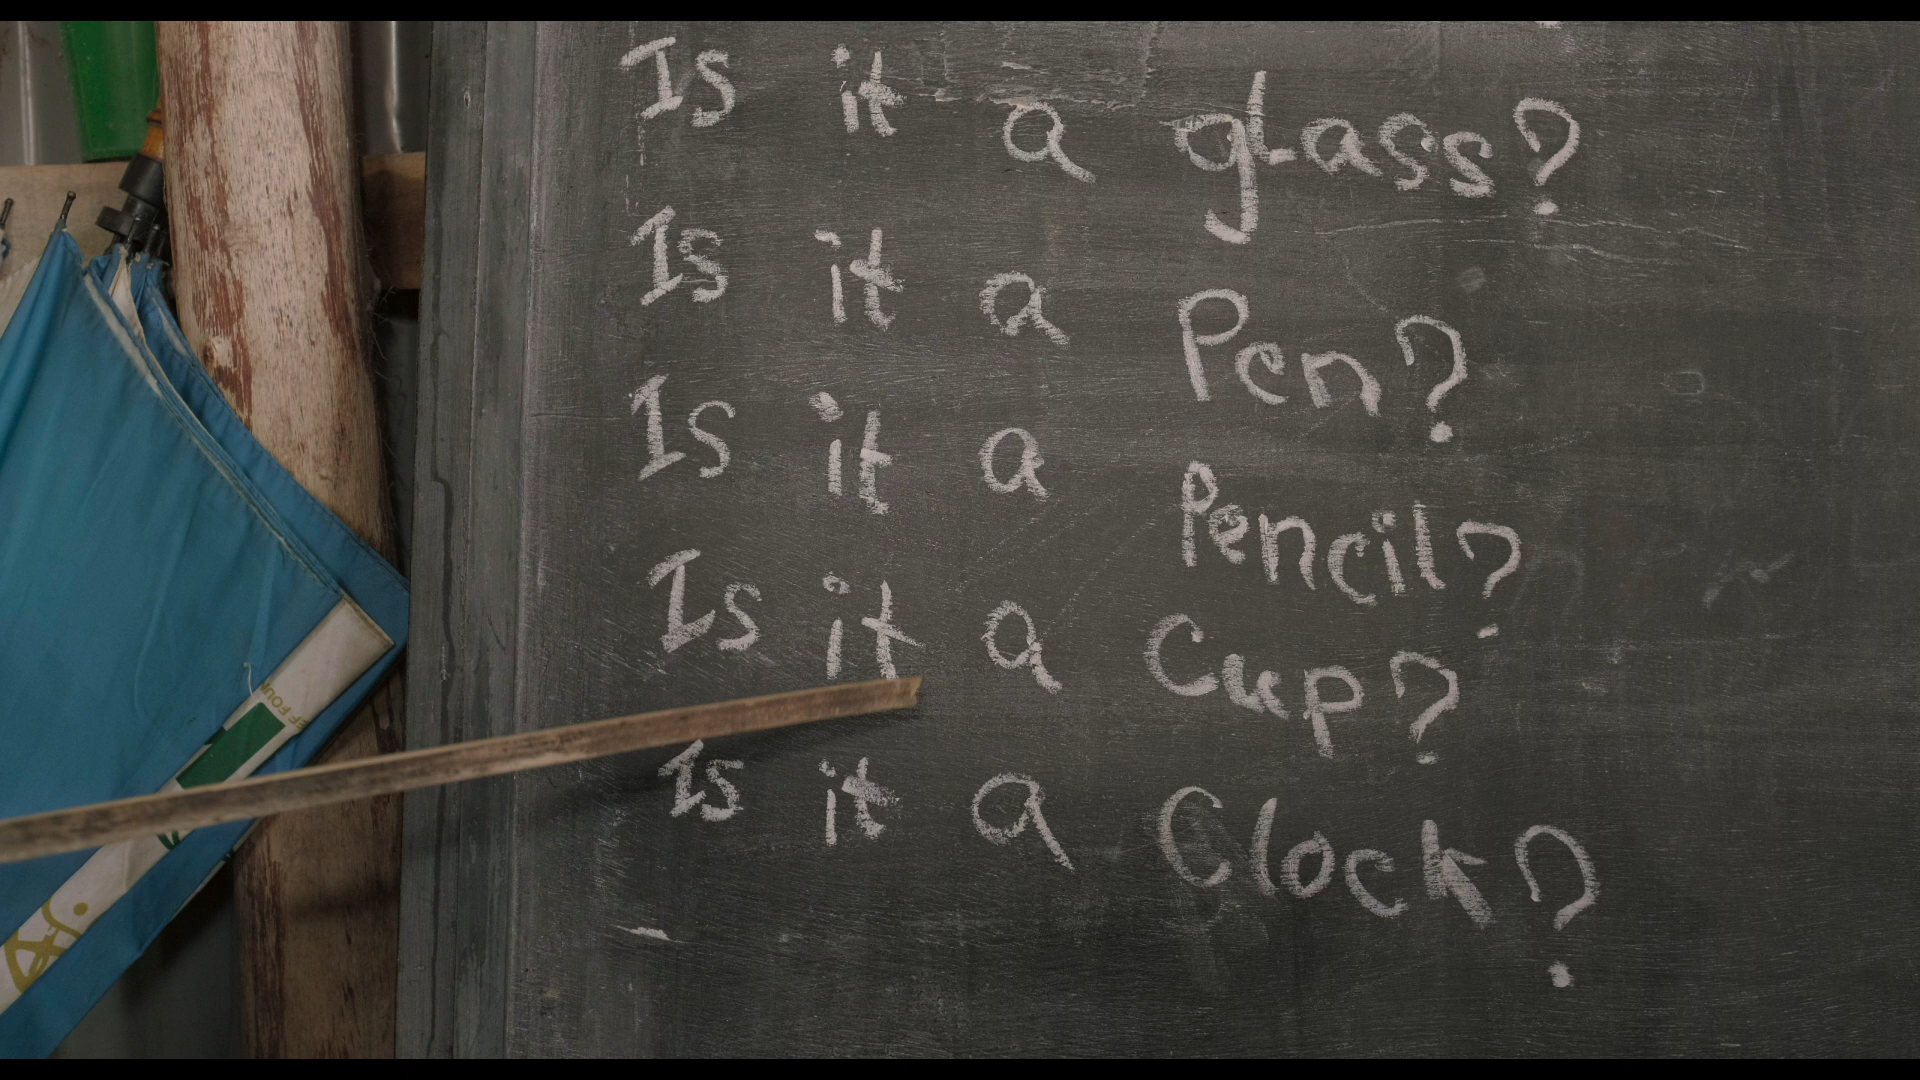 Is it a glass?
Is it a Pen?
Is it a Pencil?
Is it a Cup?
Is it a Clock?